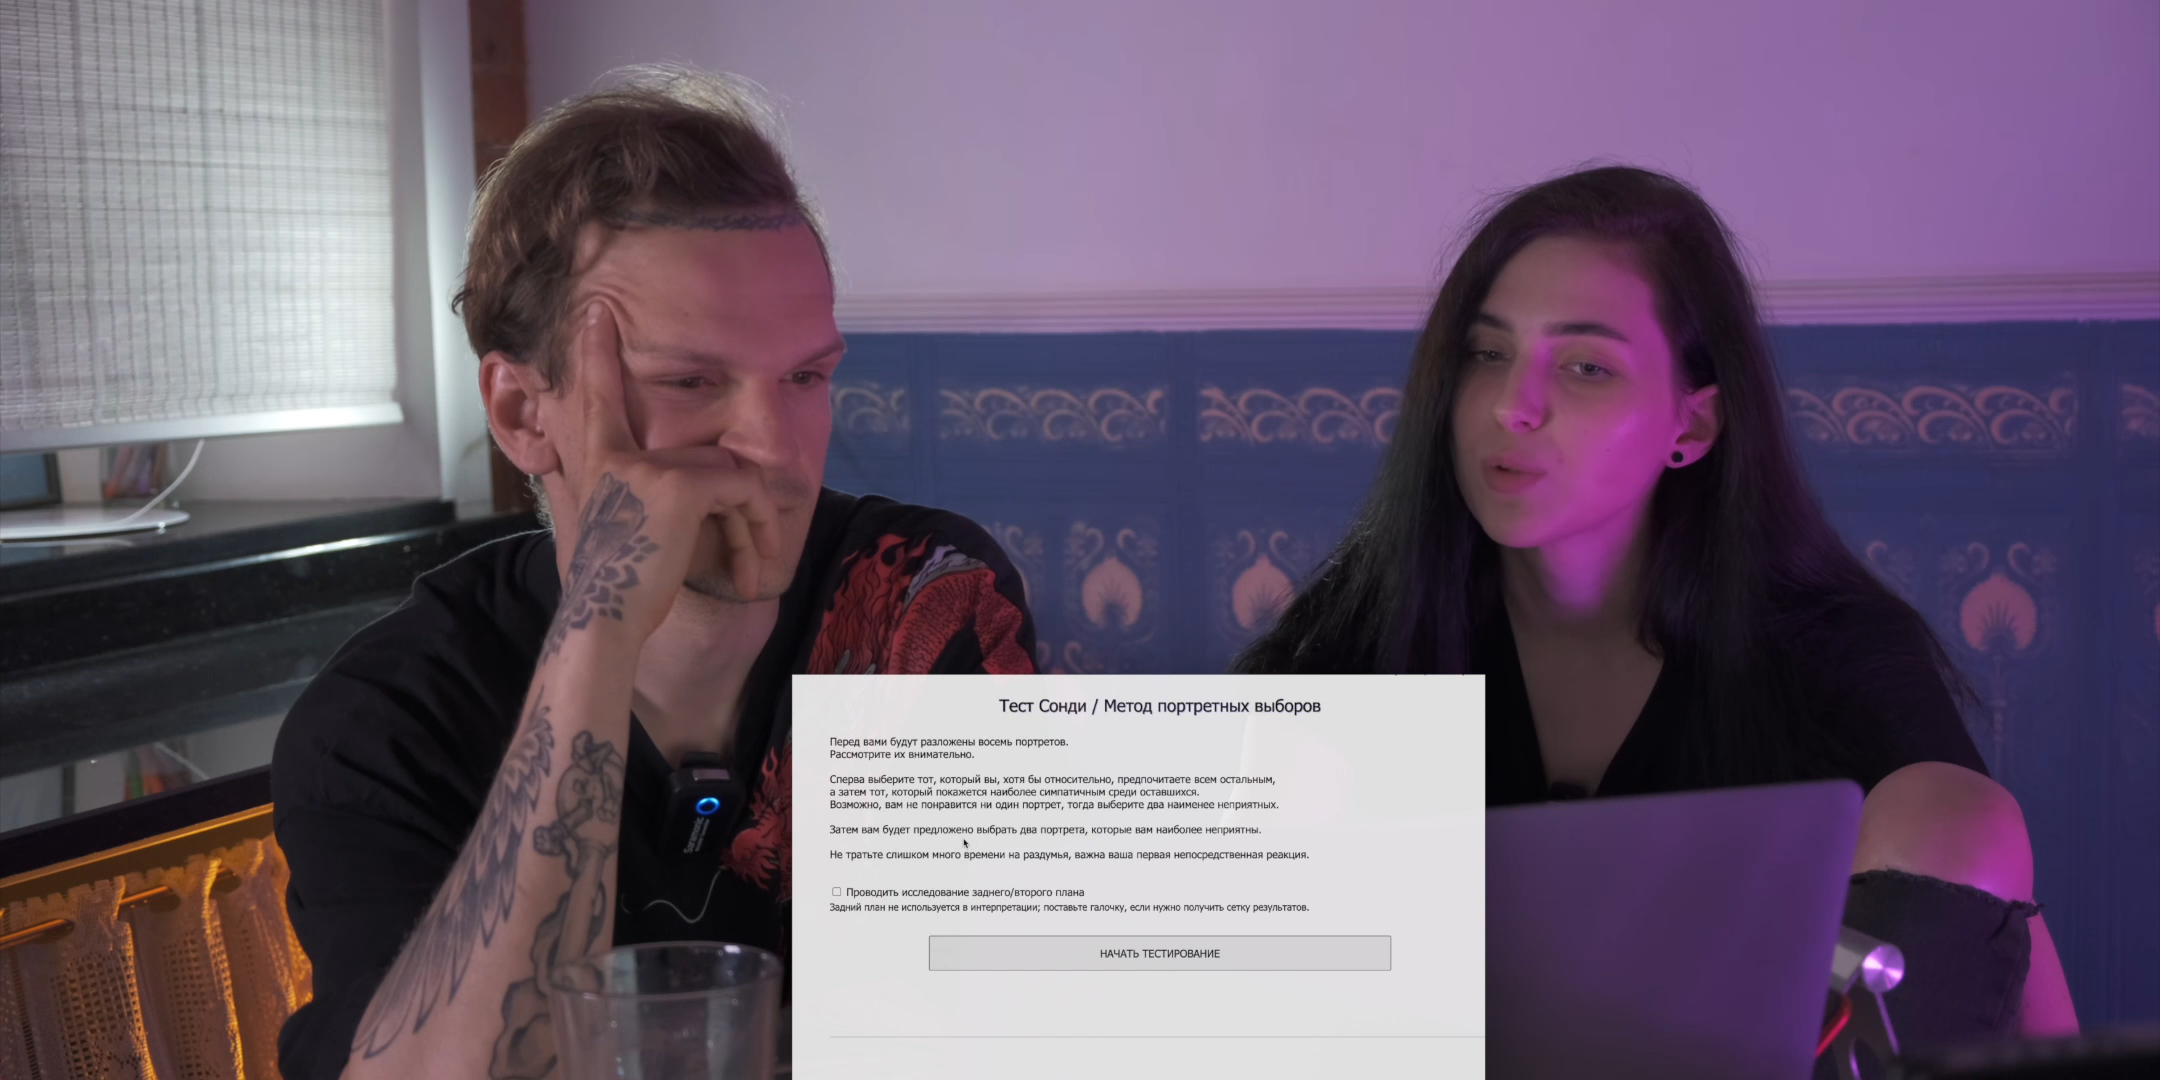 Тест Сонди / Метод портретных выборов
Перед вами будут разложены восемь портретов.
Рассмотрите их внимательно.
Сперва выберите тот, который вы, хотя бы относительно, предпочитаете всем остальным,
а затем тот, который покажется наиболее симпатичным среди оставшихся.
Возможно, вам не понравится ни один портрет, тогда выберите два наименее неприятных.
Затем вам будет предложено выбрать два портрета, которые вам наиболее неприятны.
Не тратьте слишком много времени на раздумья, важна ваша первая непосредственная реакция.
Проводить исследование заднего/второго плана
Задний план не используется в интерпретации; поставьте галочку, если нужно получить сетку результатов.
НАЧАТЬ ТЕСТИРОВАНИЕ
Saramonic